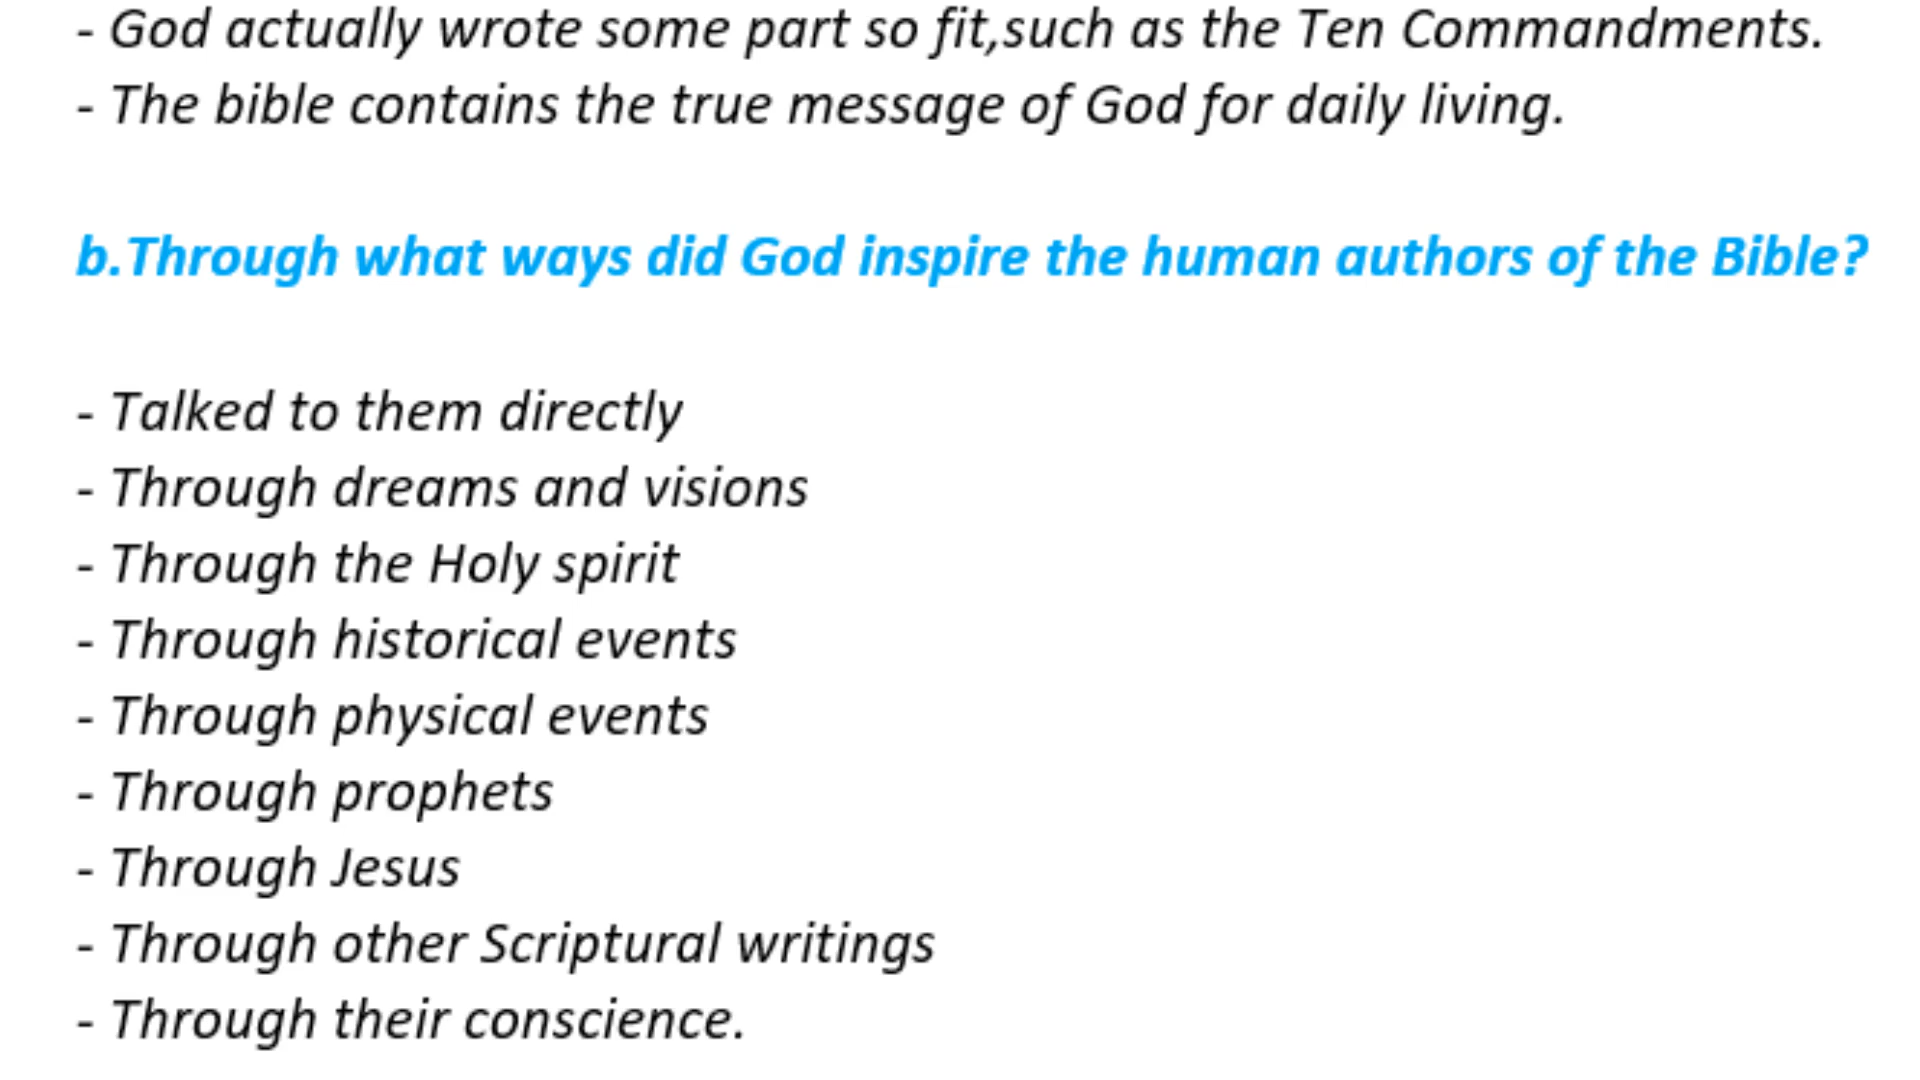 - God actually wrote some part so fit,such as the Ten Commandments.
- The bible contains the true message of God for daily living.
b.Through what ways did God inspire the human authors of the Bible?
- Talked to them directly
- Through dreams and visions
- Through the Holy spirit
- Through historical events
- Through physical events
- Through prophets
- Through Jesus
- Through other Scriptural writings
- Through their conscience.